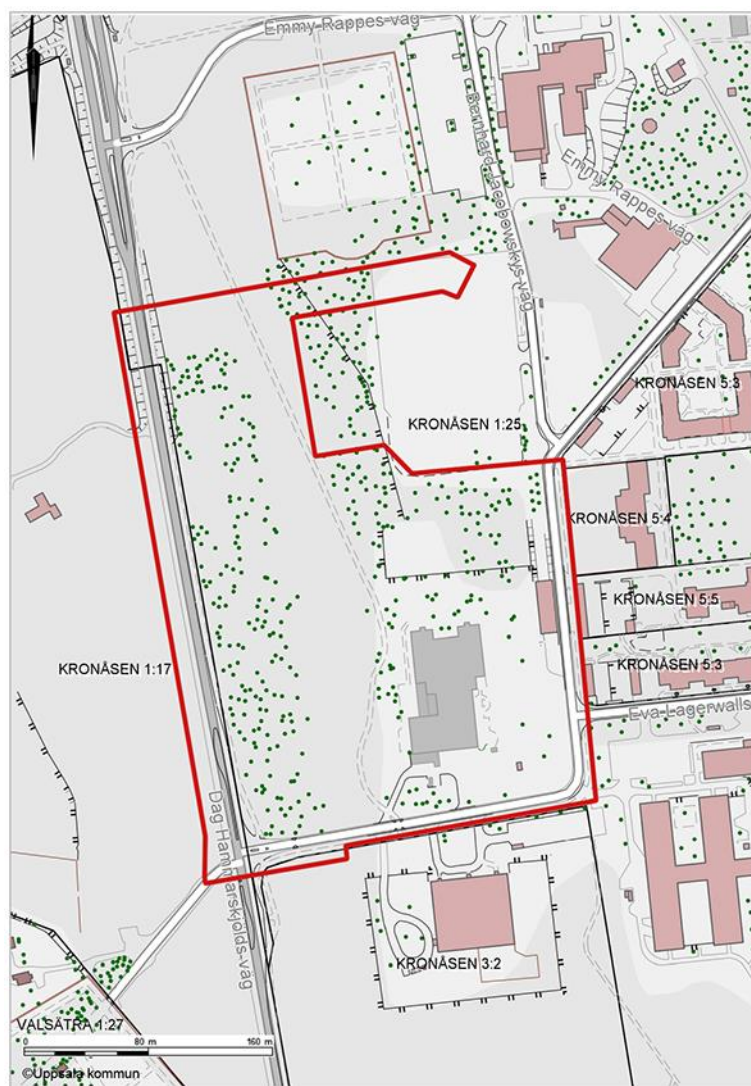 Emmy Rappes väg
Bernhard Jacobowskys väg
Emmy Rappes väg
KRONÅSEN 5:3
KRONÅSEN 1:25
KRONÅSEN 5:4
KRONÅSEN 5:5
KRONÅSEN 1:17
KRONÅSEN 5:3
Eva Lagerwalls
Dag Hammarskjölds väg
KRONÅSEN 3:2
VALSÄTRA 1:27
0 80 m 160 m
©Uppsala kommun